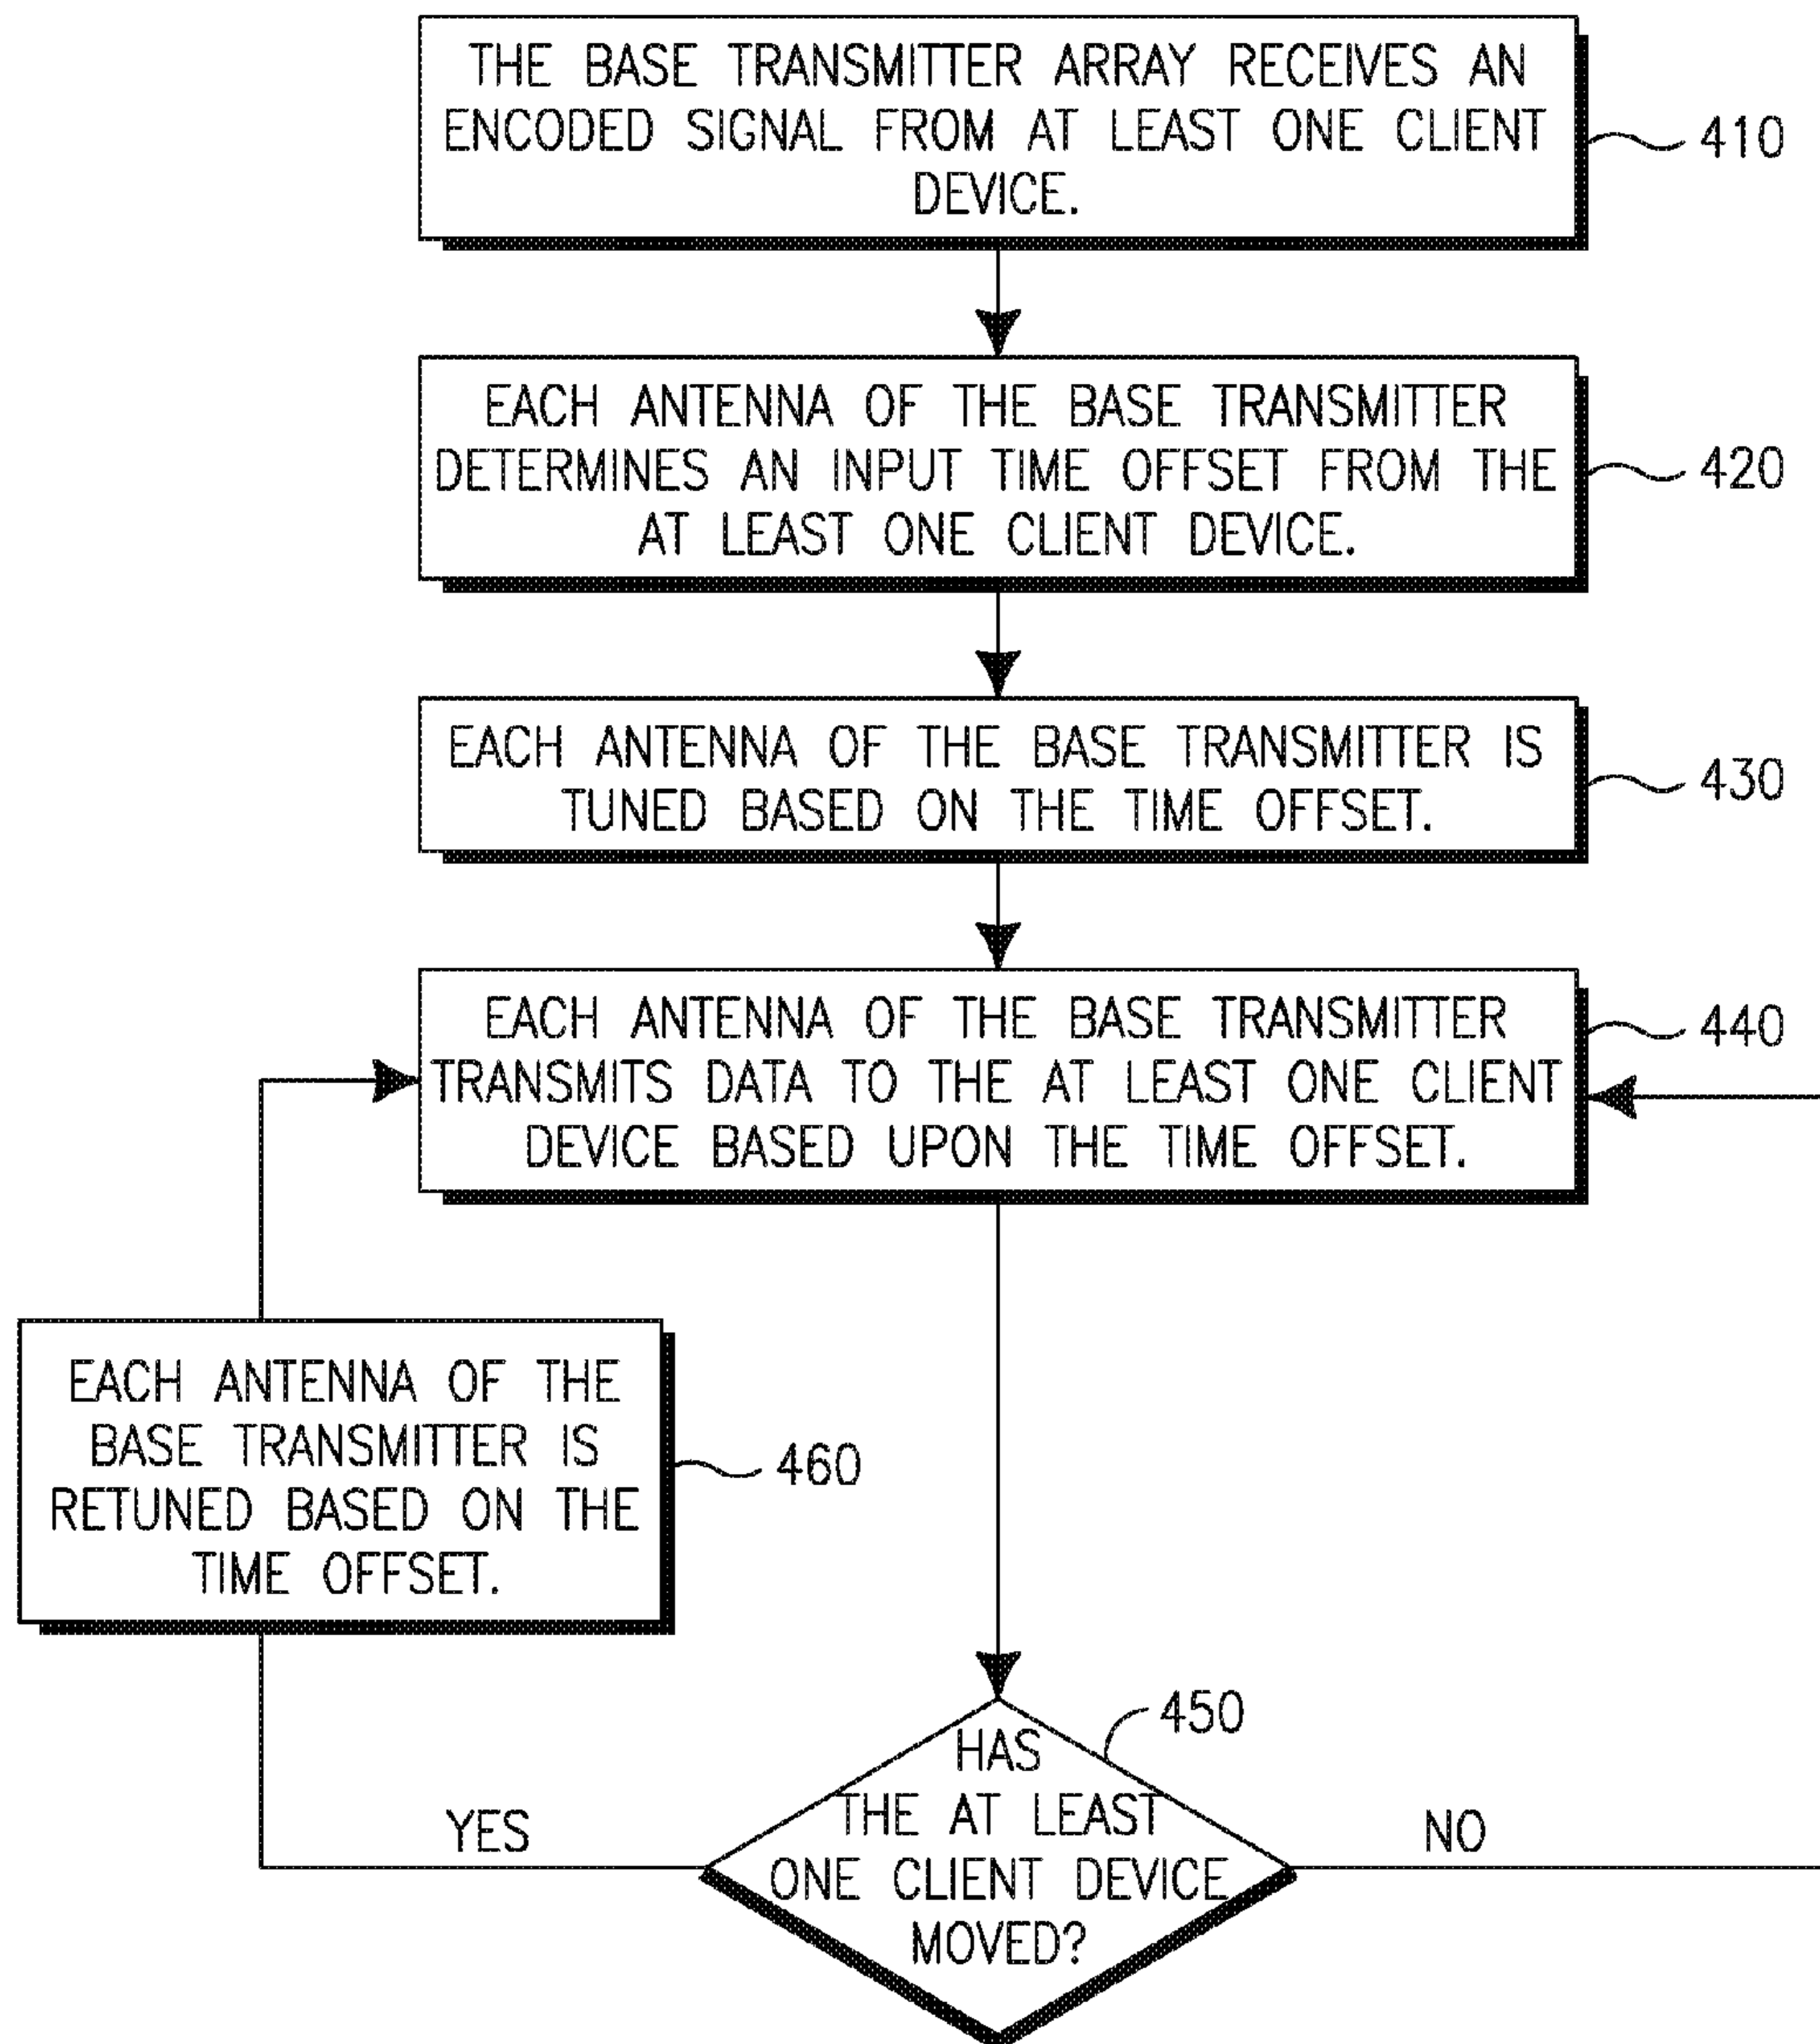 THE BASE TRANSMITTER ARRAY RECEIVES AN
ENCODED SIGNAL FROM AT LEAST ONE CLIENT
DEVICE.
410
EACH ANTENNA OF THE BASE TRANSMITTER
DETERMINES AN INPUT TIME OFFSET FROM THE
AT LEAST ONE CLIENT DEVICE.
420
EACH ANTENNA OF THE BASE TRANSMITTER IS
TUNED BASED ON THE TIME OFFSET.
430
EACH ANTENNA OF THE BASE TRANSMITTER
TRANSMITS DATA TO THE AT LEAST ONE CLIENT
DEVICE BASED UPON THE TIME OFFSET.
440
EACH ANTENNA OF THE
BASE TRANSMITTER IS
RETUNED BASED ON THE
TIME OFFSET.
460
450
HAS
THE AT LEAST
ONE CLIENT DEVICE
MOVED?
YES
NO